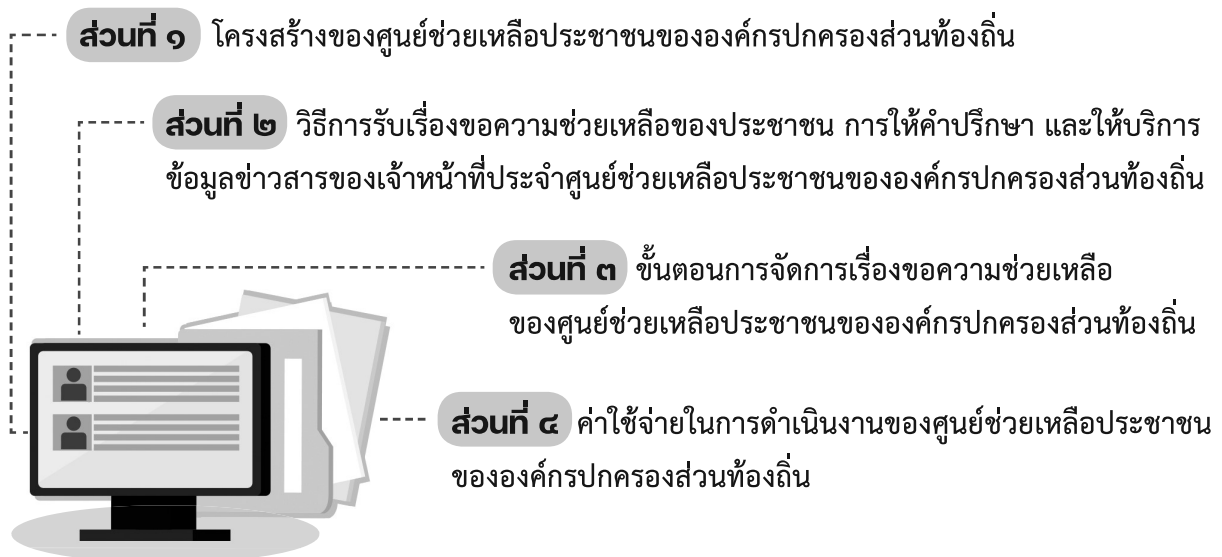 ส่วนที่ ๑ โครงสร้างของศูนย์ช่วยเหลือประชาชนขององค์กรปกครองส่วนท้องถิ่น
ส่วนที่ ๒ วิธีการรับเรื่องขอความช่วยเหลือของประชาชน การให้คำปรึกษา และให้บริการ
ข้อมูลข่าวสารของเจ้าหน้าที่ประจำศูนย์ช่วยเหลือประชาชนขององค์กรปกครองส่วนท้องถิ่น
ส่วนที่ ๓ ขั้นตอนการจัดการเรื่องขอความช่วยเหลือ
ของศูนย์ช่วยเหลือประชาชนขององค์กรปกครองส่วนท้องถิ่น
ส่วนที่ ๔ ค่าใช้จ่ายในการดำเนินงานของศูนย์ช่วยเหลือประชาชน
ขององค์กรปกครองส่วนท้องถิ่น